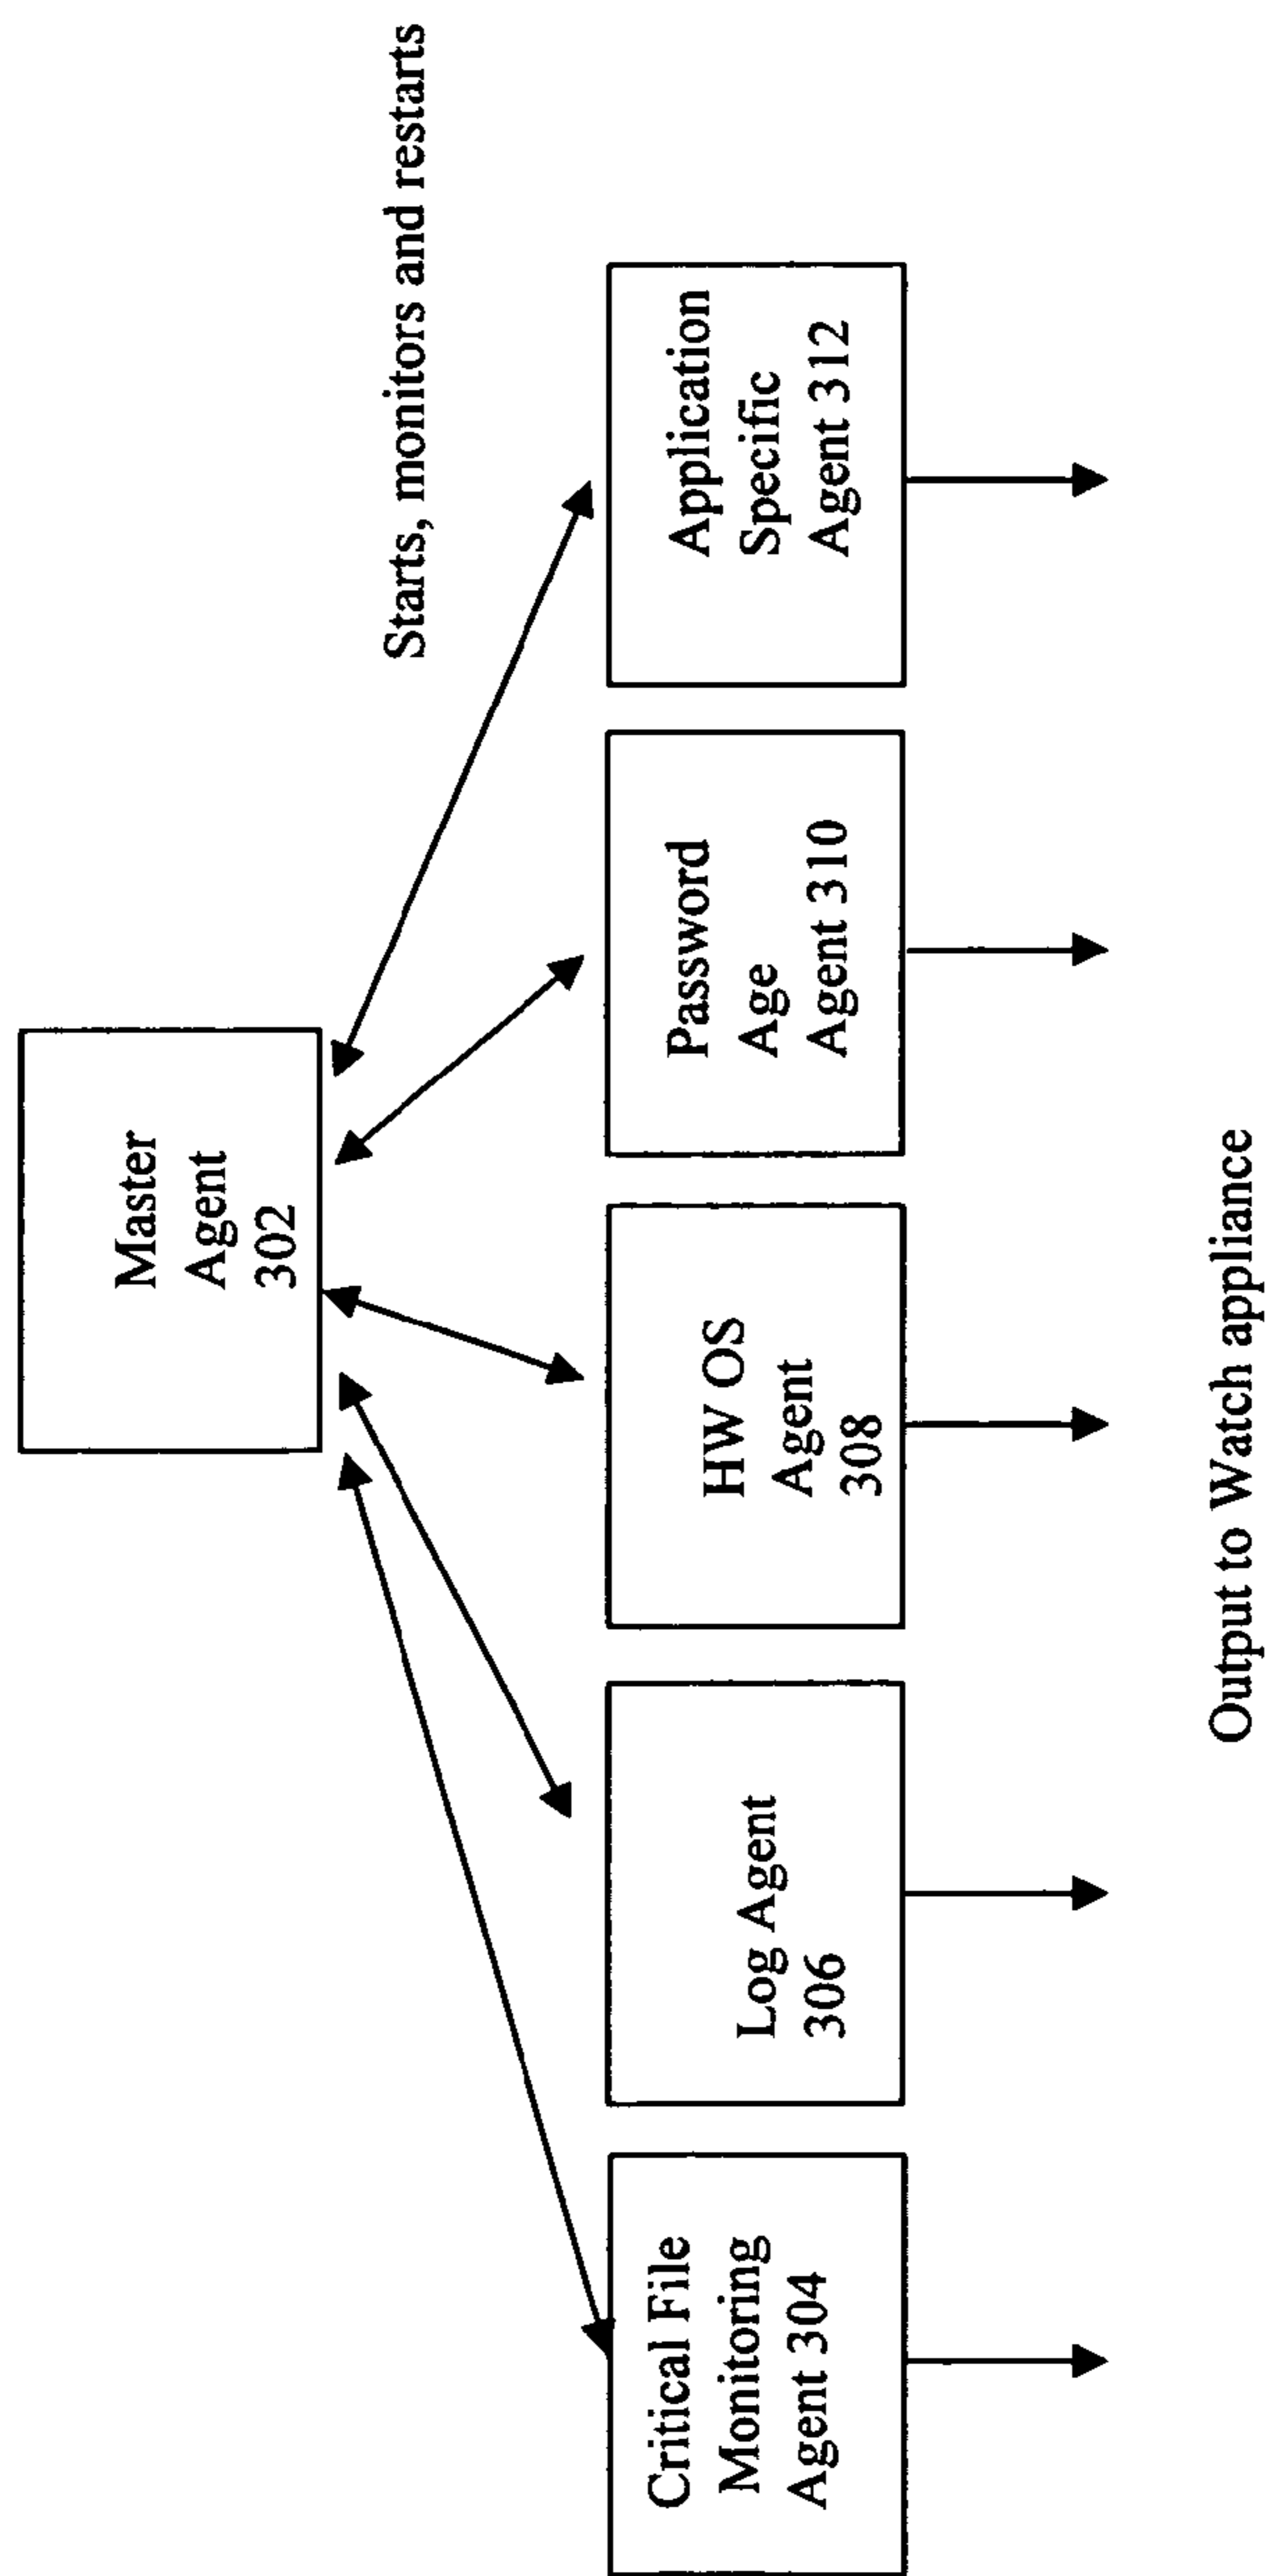 Master
Agent
302
Starts, monitors and restarts
Critical File
Monitoring
Agent 304
Log Agent
306
HW OS
Agent
308
Password
Age
Agent 310
Application
Specific
Agent 312
Output to Watch appliance